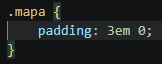 .mapa {
    padding: 3em 0;
}